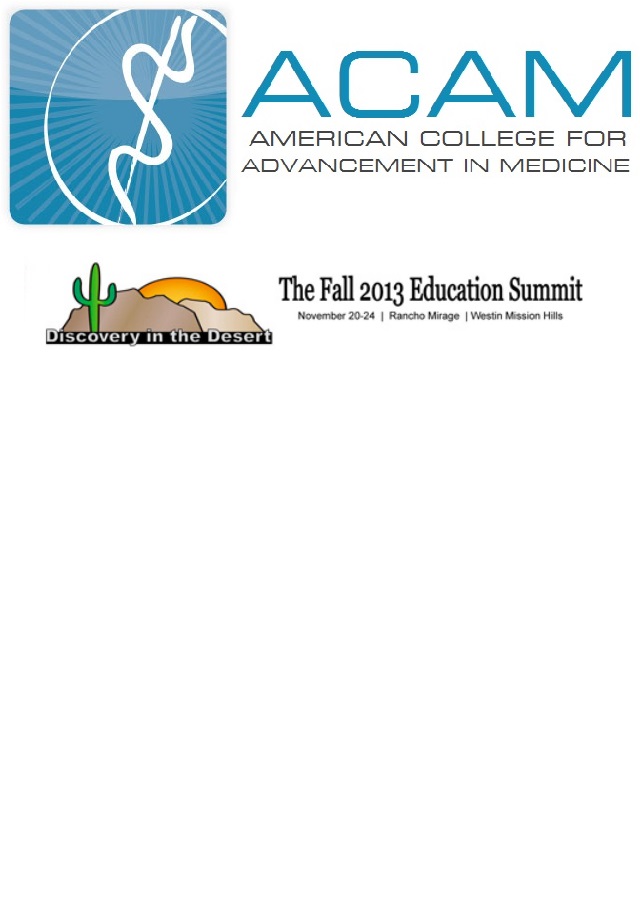 ACAM
AMERICAN COLLEGE FOR
ADVANCEMENT IN MEDICINE
Discovery in the Desert
The Fall 2013 Education Summit
November 20-24 | Rancho Mirage | Westin Mission Hills